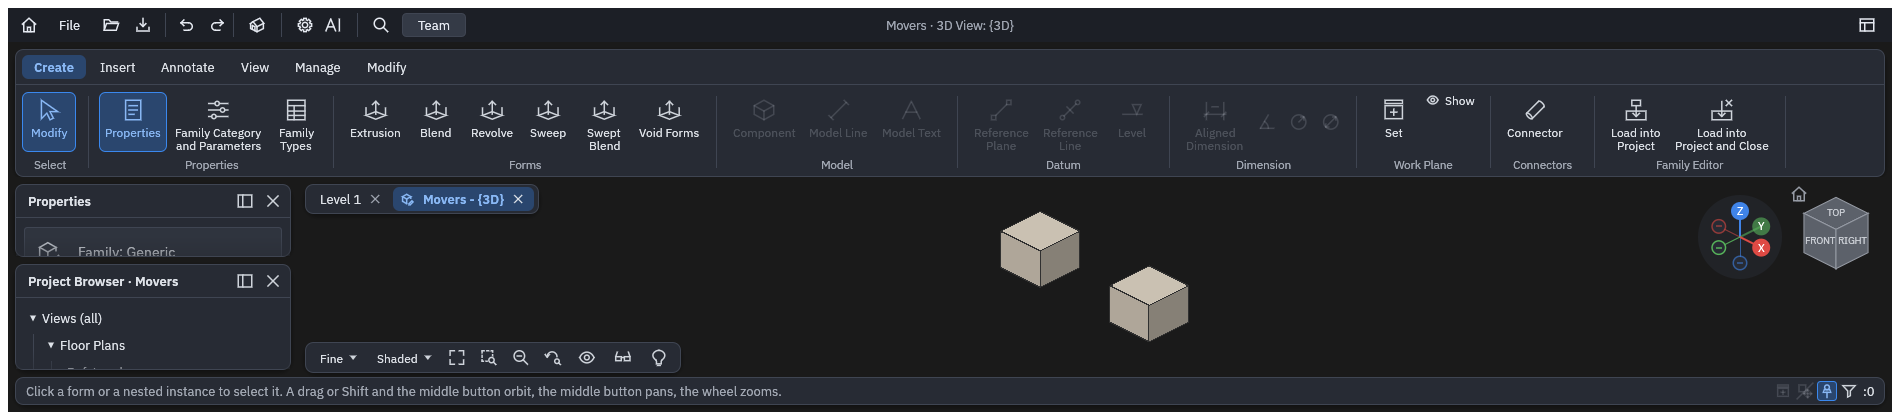 File
AI
Team
Movers · 3D View: {3D}
Create
Insert
Annotate
View
Manage
Modify
Modify
Select
Properties
Family Category
and Parameters
Family
Types
Properties
Extrusion
Blend
Revolve
Sweep
Swept
Blend
Void Forms
Forms
Component
Model Line
Model Text
Model
Reference
Plane
Reference
Line
Level
Datum
Aligned
Dimension
Dimension
Set
Show
Work Plane
Connector
Connectors
Load into
Project
Load into
Project and Close
Family Editor
Properties
Family: Generic
Project Browser · Movers
Views (all)
Floor Plans
Level 1
Movers - {3D}
Z
Y
X
TOP
FRONT
RIGHT
Fine
Shaded
Click a form or a nested instance to select it. A drag or Shift and the middle button orbit, the middle button pans, the wheel zooms.
:0